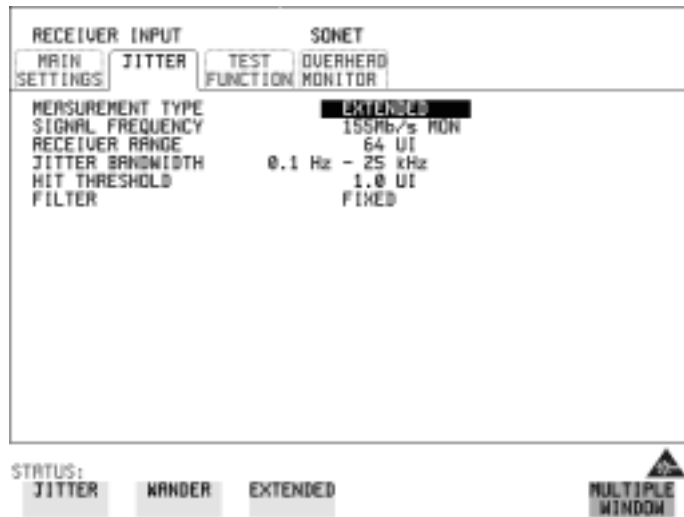 RECEIVER INPUT SONET
MAIN SETTINGS JITTER TEST FUNCTION OVERHEAD MONITOR
MEASUREMENT TYPE EXTENDED
SIGNAL FREQUENCY 155Mb/s MON
RECEIVER RANGE 64 UI
JITTER BANDWIDTH 0.1 Hz - 25 kHz
HIT THRESHOLD 1.0 UI
FILTER FIXED
STATUS:
JITTER WANDER EXTENDED MULTIPLE WINDOW